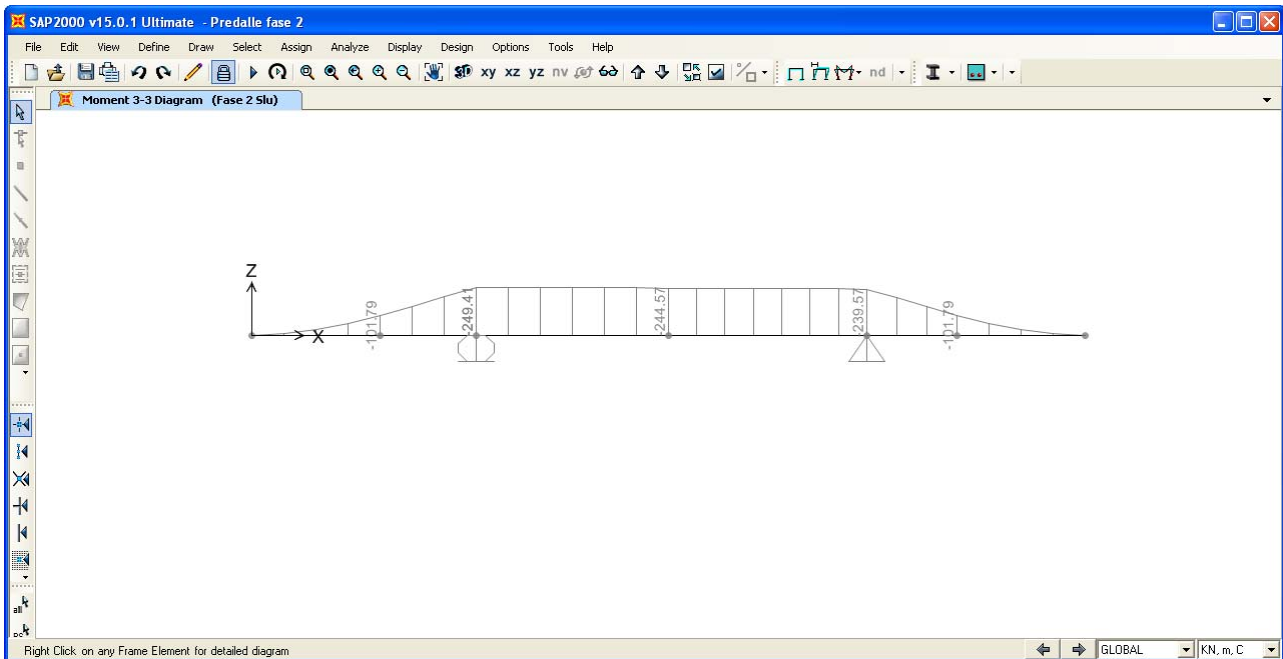 SAP2000 v15.0.1 Ultimate - Predalle fase 2
File Edit View Define Draw Select Assign Analyze Display Design Options Tools Help
3D xy xz yz nv nd
Moment 3-3 Diagram (Fase 2 Slu)
Z
X
-101.79
-249.41
-244.57
-239.57
-101.79
all
Right Click on any Frame Element for detailed diagram
GLOBAL
KN, m, C